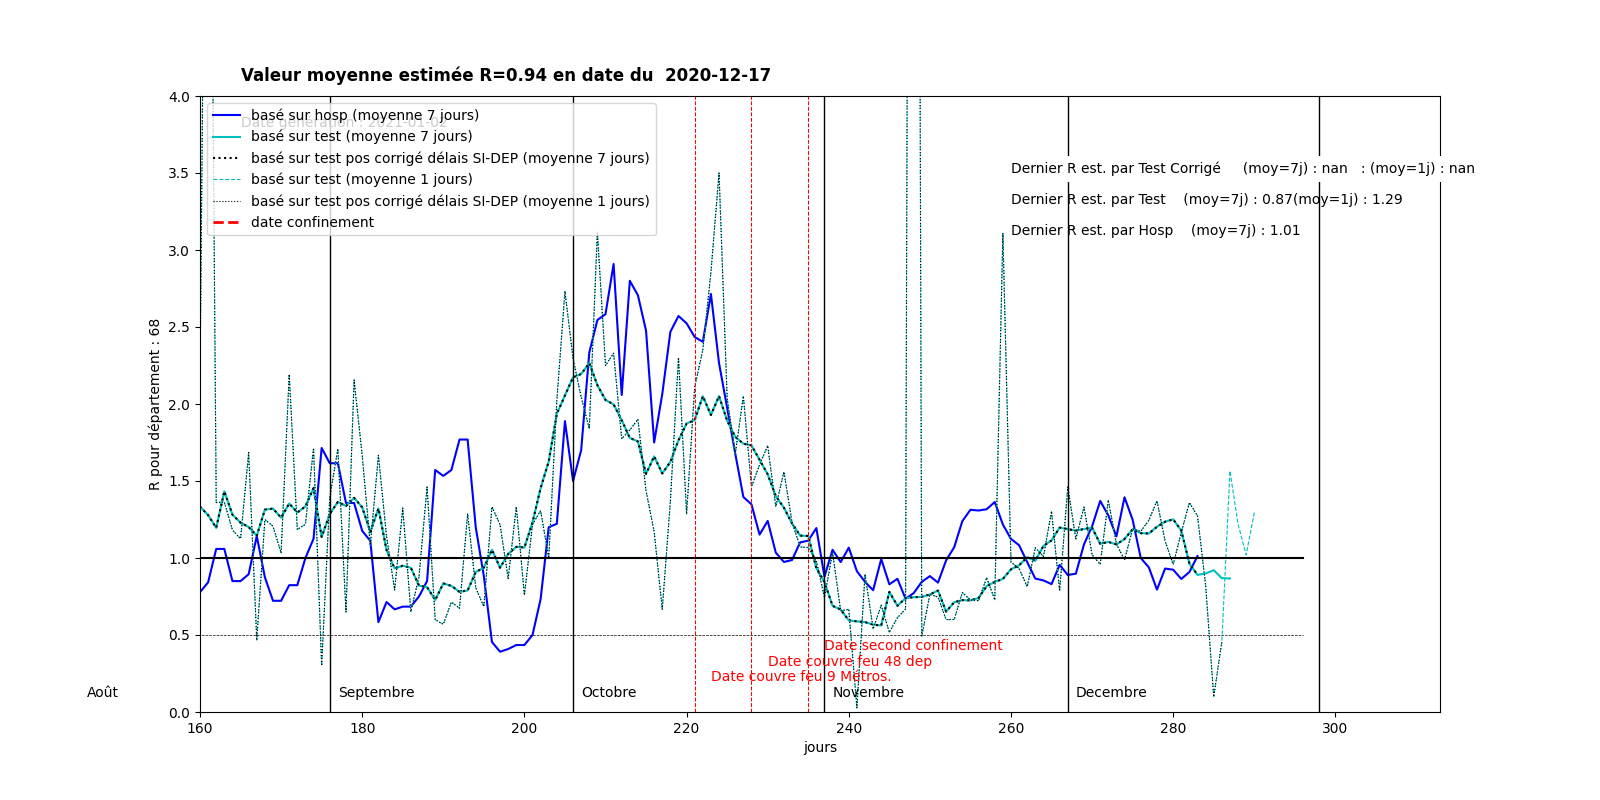 Valeur moyenne estimée R=0.94 en date du  2020-12-17
Date generation : 2021-01-02
basé sur hosp (moyenne 7 jours)
basé sur test (moyenne 7 jours)
basé sur test pos corrigé délais SI-DEP (moyenne 7 jours)
basé sur test (moyenne 1 jours)
basé sur test pos corrigé délais SI-DEP (moyenne 1 jours)
date confinement
Dernier R est. par Test Corrigé     (moy=7j) : nan   : (moy=1j) : nan
Dernier R est. par Test    (moy=7j) : 0.87(moy=1j) : 1.29
Dernier R est. par Hosp    (moy=7j) : 1.01
R pour département : 68
4.0
3.5
3.0
2.5
2.0
1.5
1.0
0.5
0.0
Date second confinement
Date couvre feu 48 dep
Date couvre feu 9 Métros.
Août Septembre Octobre Novembre Decembre
160 180 200 220 240 260 280 300
jours